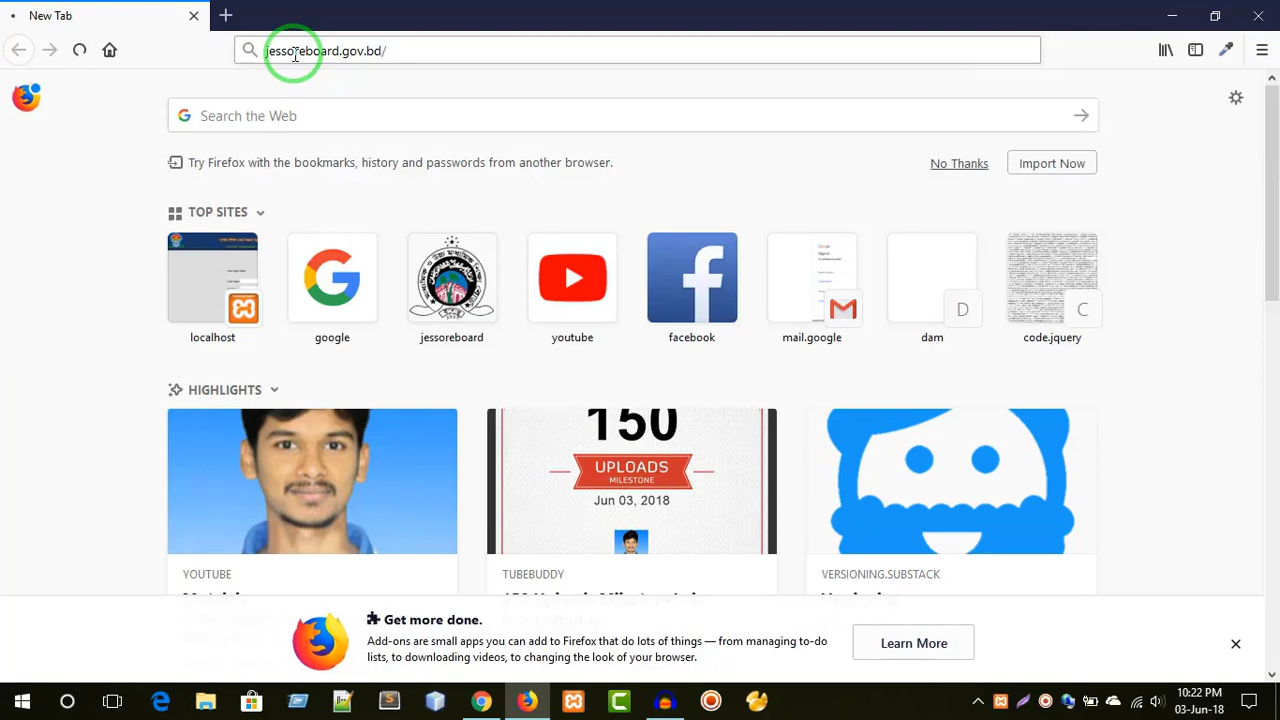 New Tab
jessoreboard.gov.bd/
Search the Web
Try Firefox with the bookmarks, history and passwords from another browser.
No Thanks
Import Now
TOP SITES
localhost
google
jessoreboard
youtube
facebook
mail.google
D
dam
C
code.jquery
HIGHLIGHTS
150
UPLOADS
MILESTONE
Jun 03, 2018
YOUTUBE
TUBEBUDDY
VERSIONING.SUBSTACK
Get more done.
Add-ons are small apps you can add to Firefox that do lots of things — from managing to-do
lists, to downloading videos, to changing the look of your browser.
Learn More
10:22 PM
03-Jun-18